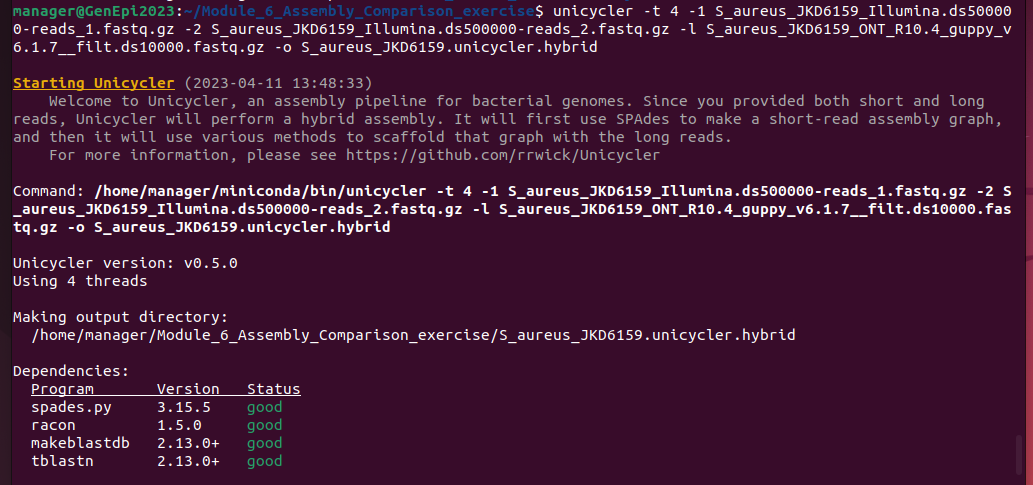 manager@GenEpi2023:~/Module_6_Assembly_Comparison_exercise$ unicycler -t 4 -1 S_aureus_JKD6159_Illumina.ds50000
0-reads_1.fastq.gz -2 S_aureus_JKD6159_Illumina.ds500000-reads_2.fastq.gz -l S_aureus_JKD6159_ONT_R10.4_guppy_v
6.1.7__filt.ds10000.fastq.gz -o S_aureus_JKD6159.unicycler.hybrid
Starting Unicycler (2023-04-11 13:48:33)
    Welcome to Unicycler, an assembly pipeline for bacterial genomes. Since you provided both short and long
reads, Unicycler will perform a hybrid assembly. It will first use SPAdes to make a short-read assembly graph,
and then it will use various methods to scaffold that graph with the long reads.
    For more information, please see https://github.com/rrwick/Unicycler
Command: /home/manager/miniconda/bin/unicycler -t 4 -1 S_aureus_JKD6159_Illumina.ds500000-reads_1.fastq.gz -2 S
_aureus_JKD6159_Illumina.ds500000-reads_2.fastq.gz -l S_aureus_JKD6159_ONT_R10.4_guppy_v6.1.7__filt.ds10000.fas
tq.gz -o S_aureus_JKD6159.unicycler.hybrid
Unicycler version: v0.5.0
Using 4 threads
Making output directory:
  /home/manager/Module_6_Assembly_Comparison_exercise/S_aureus_JKD6159.unicycler.hybrid
Dependencies:
  Program       Version   Status
  spades.py     3.15.5    good
  racon         1.5.0     good
  makeblastdb   2.13.0+   good
  tblastn       2.13.0+   good